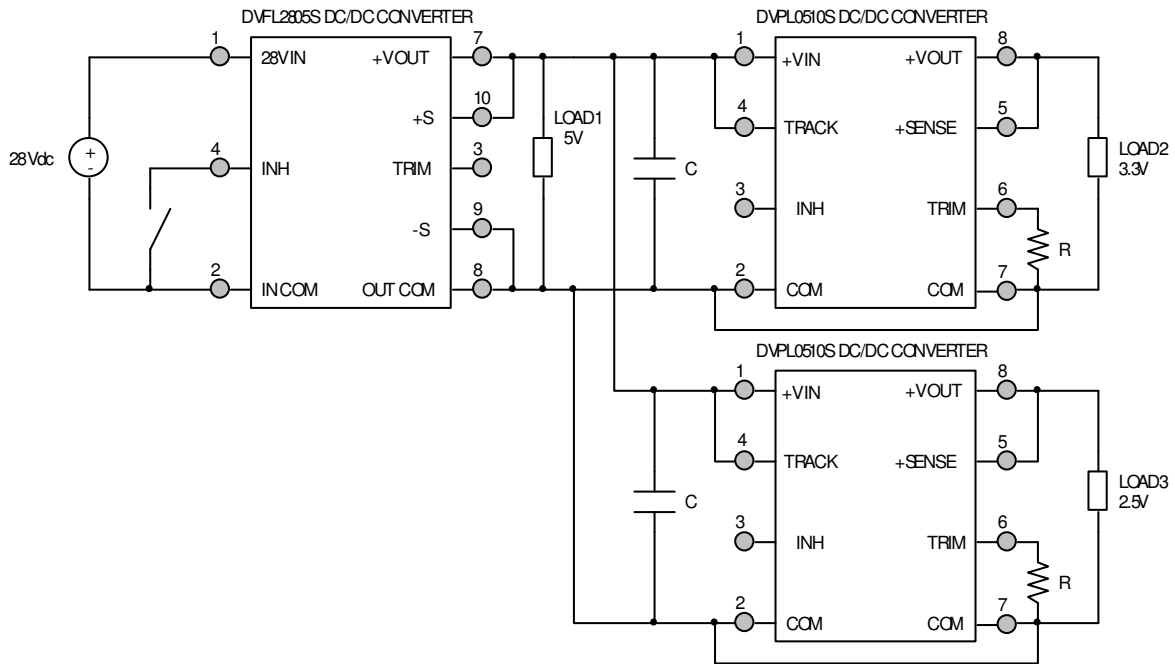 DVFL2805S DC/DC CONVERTER
1
28VIN
+VOUT
7
+S
10
28Vdc
+
-
4
INH
TRIM
3
-S
9
2
IN COM
OUT COM
8
LOAD1
5V
C
DVPL0510S DC/DC CONVERTER
1
+VIN
+VOUT
8
4
TRACK
+SENSE
5
LOAD2
3.3V
3
INH
TRIM
6
R
2
COM
COM
7
DVPL0510S DC/DC CONVERTER
1
+VIN
+VOUT
8
4
TRACK
+SENSE
5
LOAD3
2.5V
C
3
INH
TRIM
6
R
2
COM
COM
7